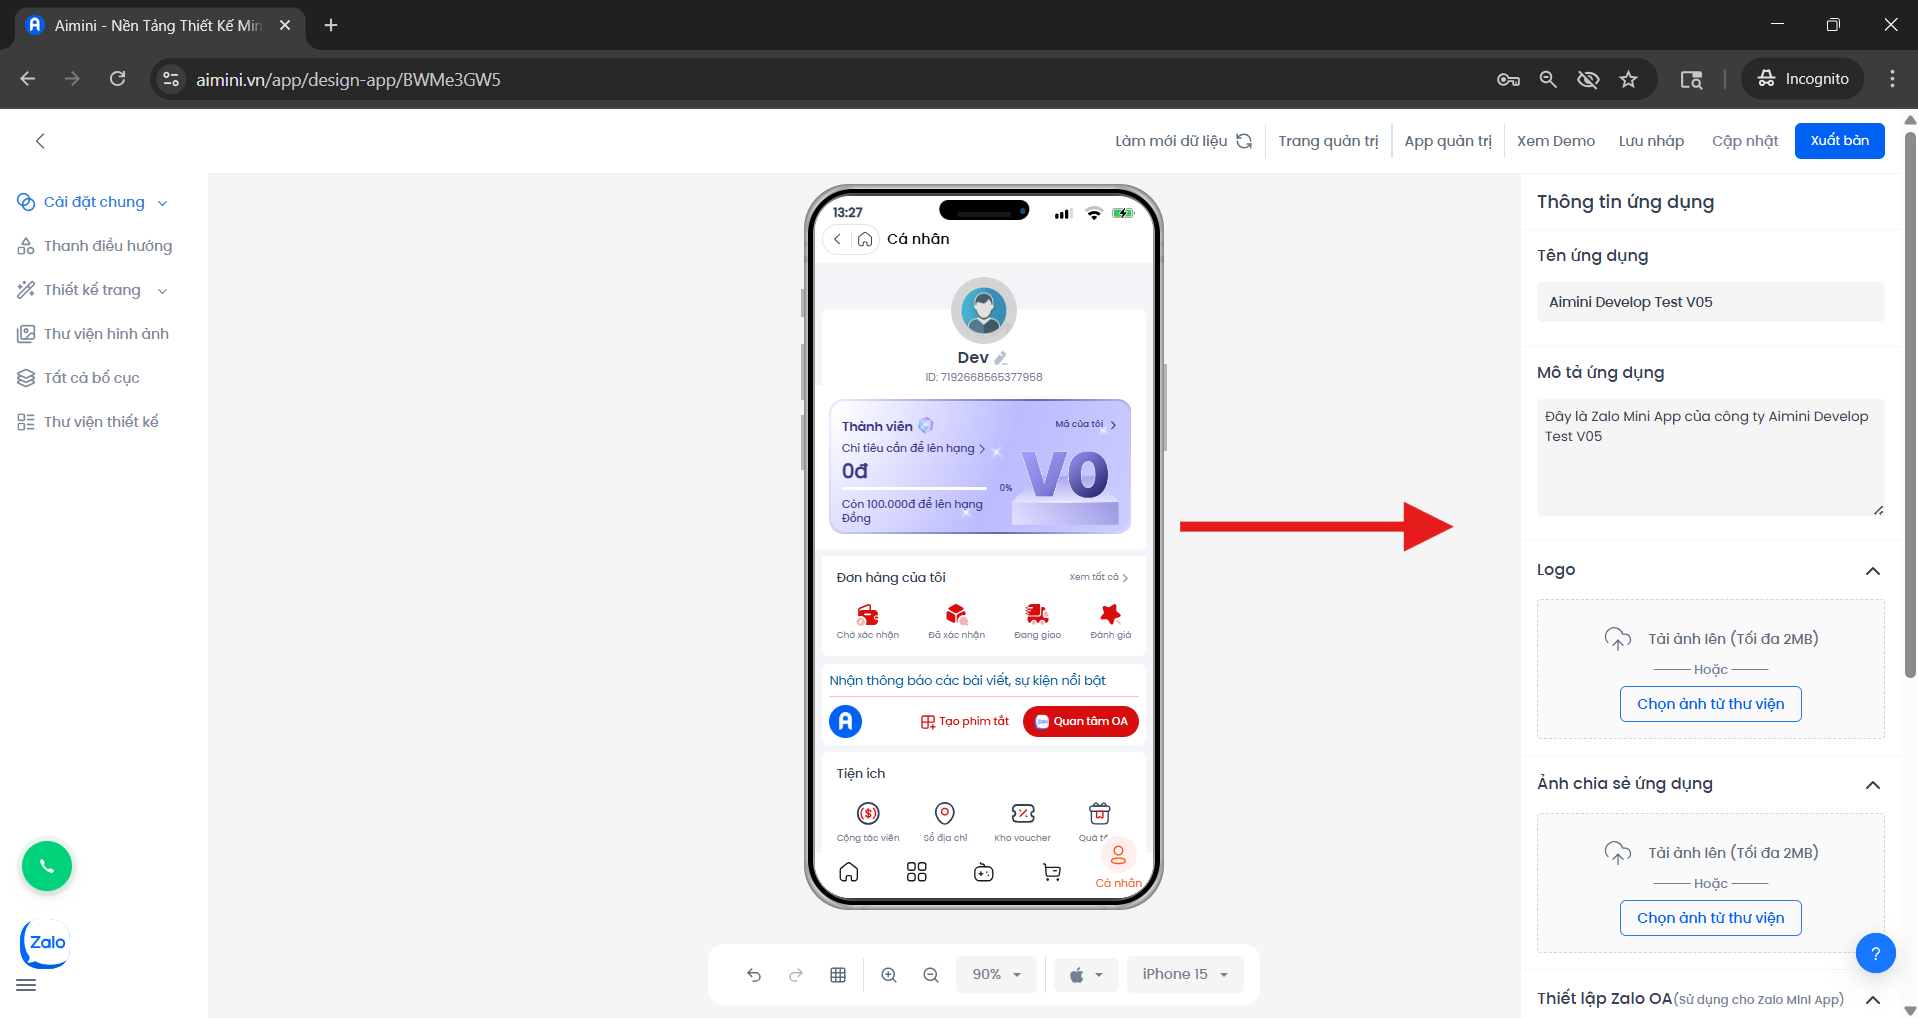 Aimini - Nền Tảng Thiết Kế Min
aimini.vn/app/design-app/BWMe3GW5
Incognito
Làm mới dữ liệu
Trang quản trị
App quản trị
Xem Demo
Lưu nháp
Cập nhật
Xuất bản
Cài đặt chung
Thanh điều hướng
Thiết kế trang
Thư viện hình ảnh
Tất cả bố cục
Thư viện thiết kế
Zalo
13:27
Cá nhân
Dev
ID: 7192668565377958
Thành viên
Mã của tôi
Chi tiêu cần để lên hạng
0đ
V0
0%
Còn 100.000đ để lên hạng
Đồng
Đơn hàng của tôi
Xem tất cả
Chờ xác nhận
Đã xác nhận
Đang giao
Đánh giá
Nhận thông báo các bài viết, sự kiện nổi bật
Tạo phím tắt
Quan tâm OA
Tiện ích
Cộng tác viên
Sổ địa chỉ
Kho voucher
Cá nhân
90%
iPhone 15
Thông tin ứng dụng
Tên ứng dụng
Aimini Develop Test V05
Mô tả ứng dụng
Đây là Zalo Mini App của công ty Aimini Develop
Test V05
Logo
Tải ảnh lên (Tối đa 2MB)
Hoặc
Chọn ảnh từ thư viện
Ảnh chia sẻ ứng dụng
Tải ảnh lên (Tối đa 2MB)
Hoặc
Chọn ảnh từ thư viện
?
Thiết lập Zalo OA(Sử dụng cho Zalo Mini App)